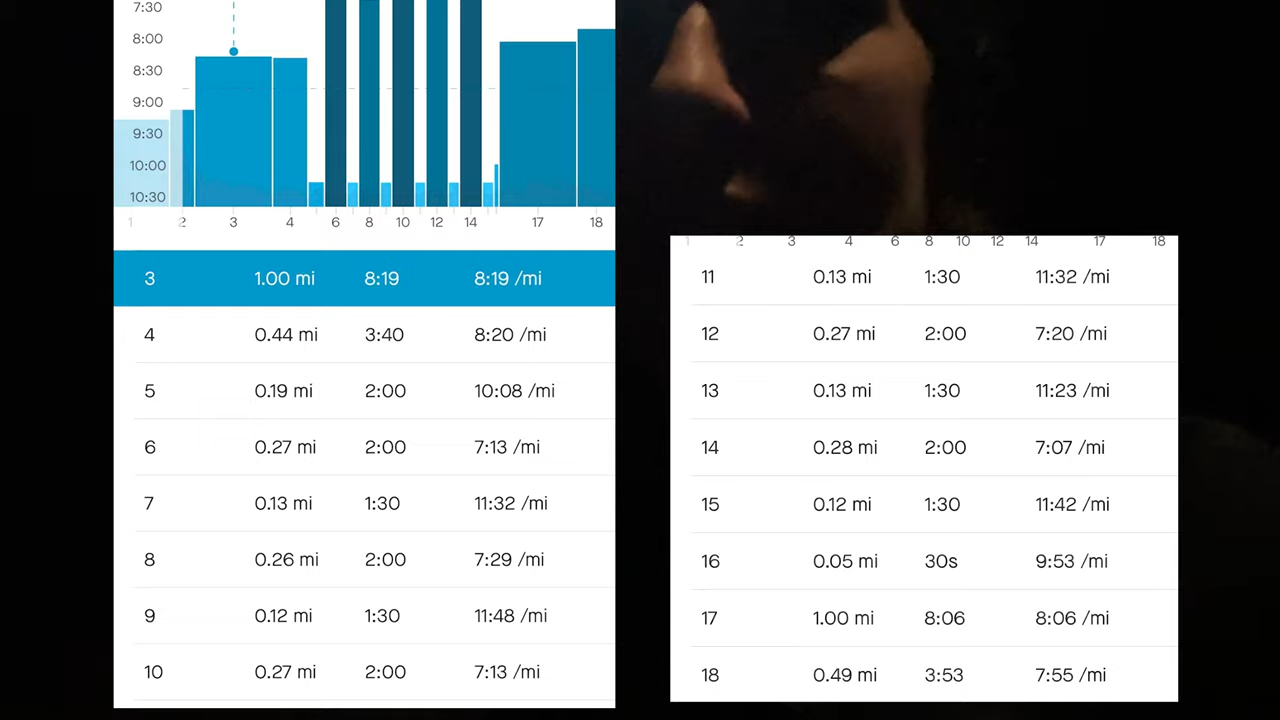 7:30
8:00
8:30
9:00
9:30
10:00
10:30
1 2 3 4 6 8 10 12 14 17 18
3 1.00 mi 8:19 8:19 /mi
4 0.44 mi 3:40 8:20 /mi
5 0.19 mi 2:00 10:08 /mi
6 0.27 mi 2:00 7:13 /mi
7 0.13 mi 1:30 11:32 /mi
8 0.26 mi 2:00 7:29 /mi
9 0.12 mi 1:30 11:48 /mi
10 0.27 mi 2:00 7:13 /mi
1 2 3 4 6 8 10 12 14 17 18
11 0.13 mi 1:30 11:32 /mi
12 0.27 mi 2:00 7:20 /mi
13 0.13 mi 1:30 11:23 /mi
14 0.28 mi 2:00 7:07 /mi
15 0.12 mi 1:30 11:42 /mi
16 0.05 mi 30s 9:53 /mi
17 1.00 mi 8:06 8:06 /mi
18 0.49 mi 3:53 7:55 /mi